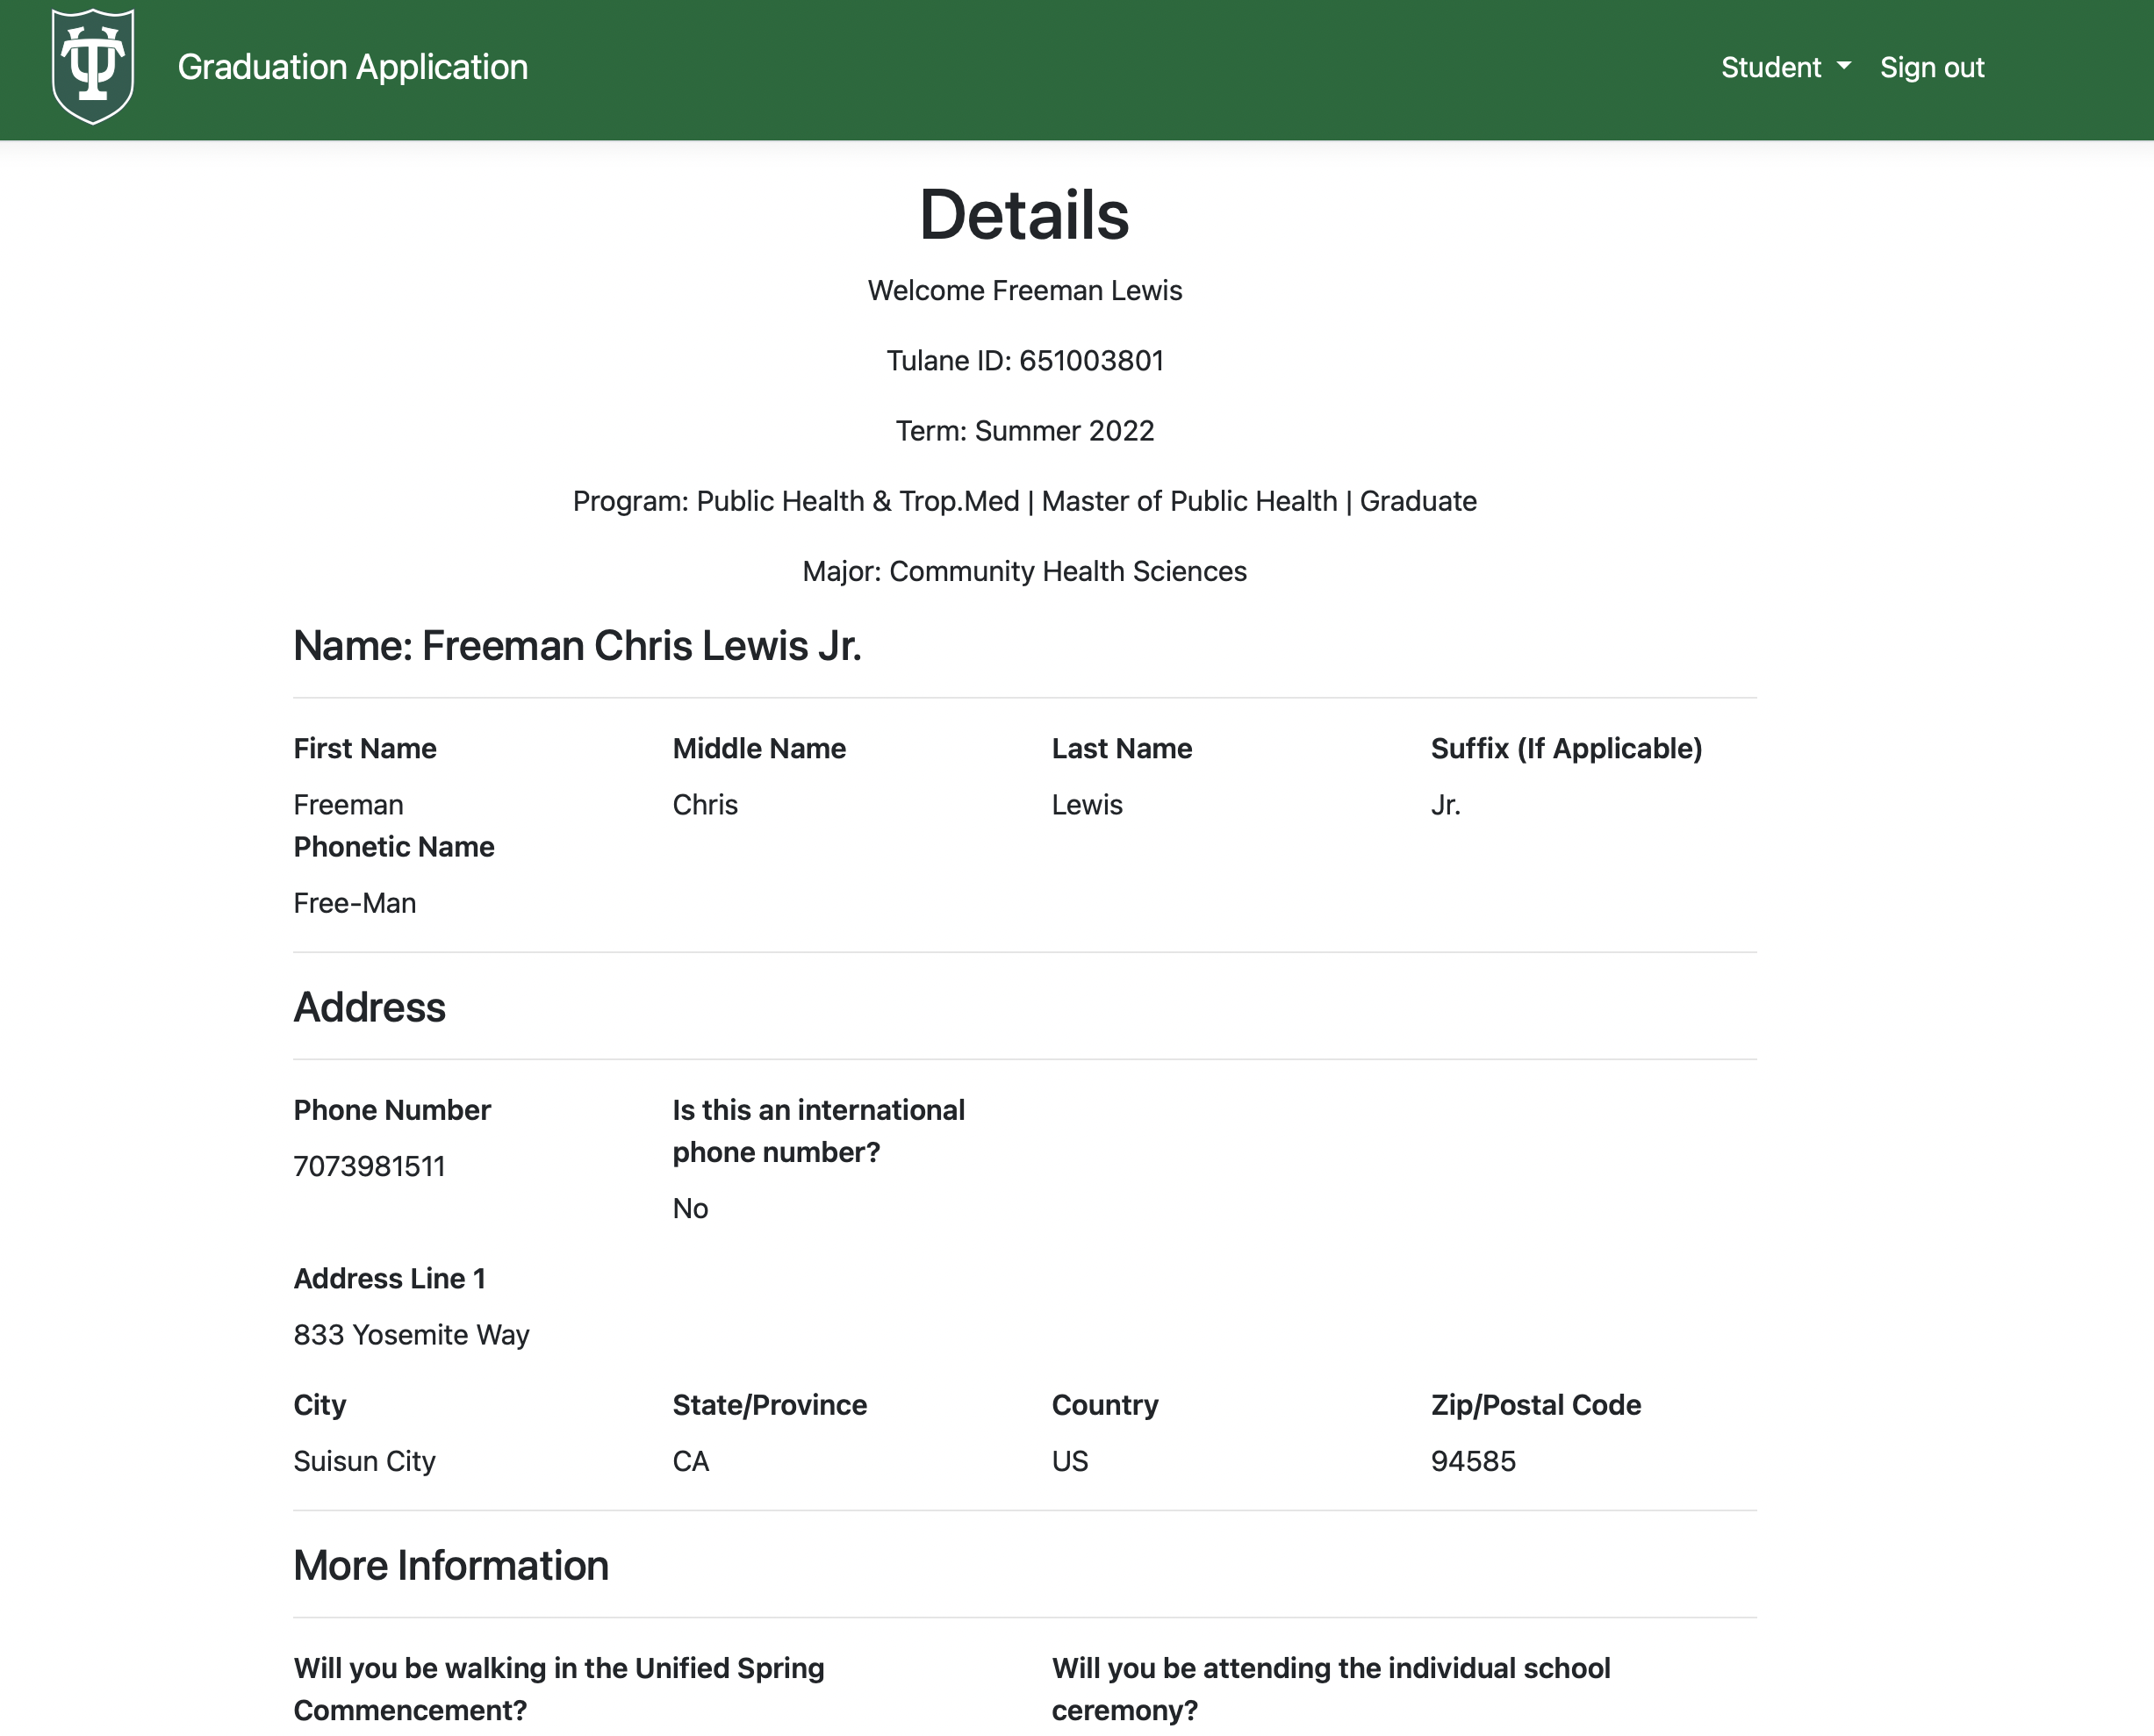 Graduation Application
Student Sign out
Details
Welcome Freeman Lewis
Tulane ID: 651003801
Term: Summer 2022
Program: Public Health & Trop.Med | Master of Public Health | Graduate
Major: Community Health Sciences
Name: Freeman Chris Lewis Jr.
First Name Middle Name Last Name Suffix (If Applicable)
Freeman Chris Lewis Jr.
Phonetic Name
Free-Man
Address
Phone Number
7073981511
Is this an international
phone number?
No
Address Line 1
833 Yosemite Way
City State/Province Country Zip/Postal Code
Suisun City CA US 94585
More Information
Will you be walking in the Unified Spring
Commencement?
Will you be attending the individual school
ceremony?